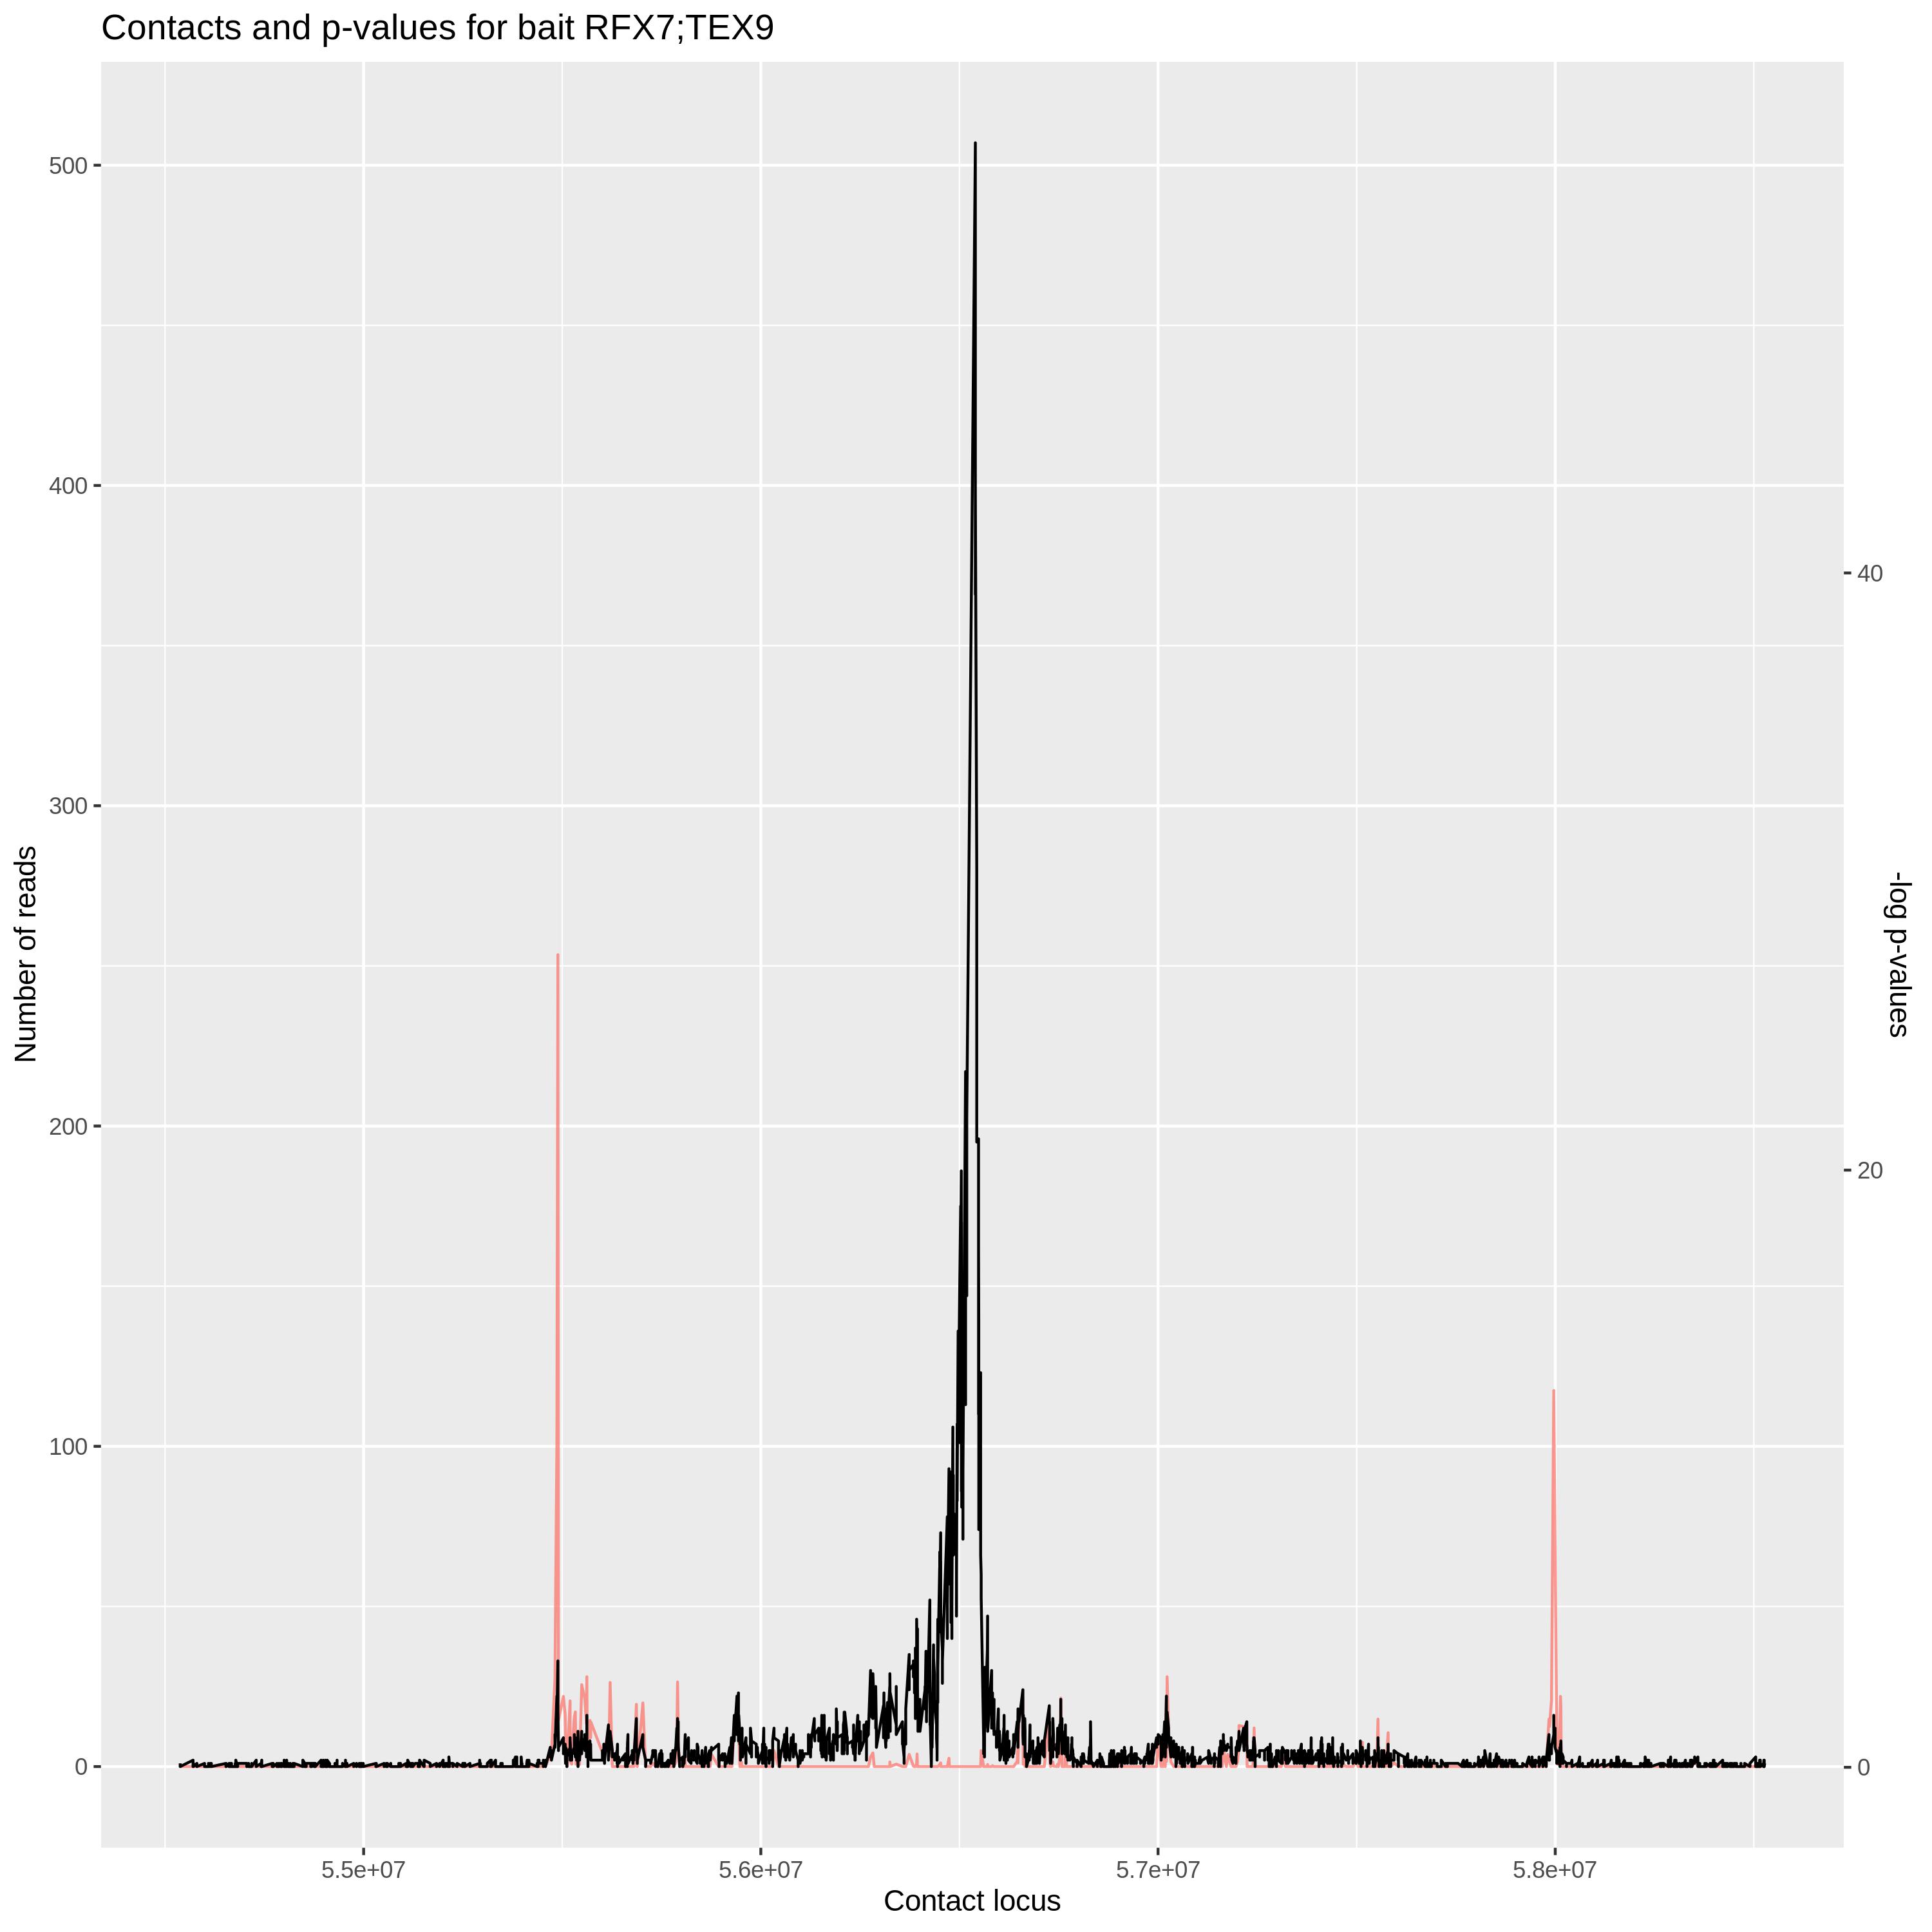 Contacts and p-values for bait RFX7;TEX9
Number of reads
500
400
300
200
100
0
-log p-values
40
20
0
5.5e+07
5.6e+07
5.7e+07
5.8e+07
Contact locus